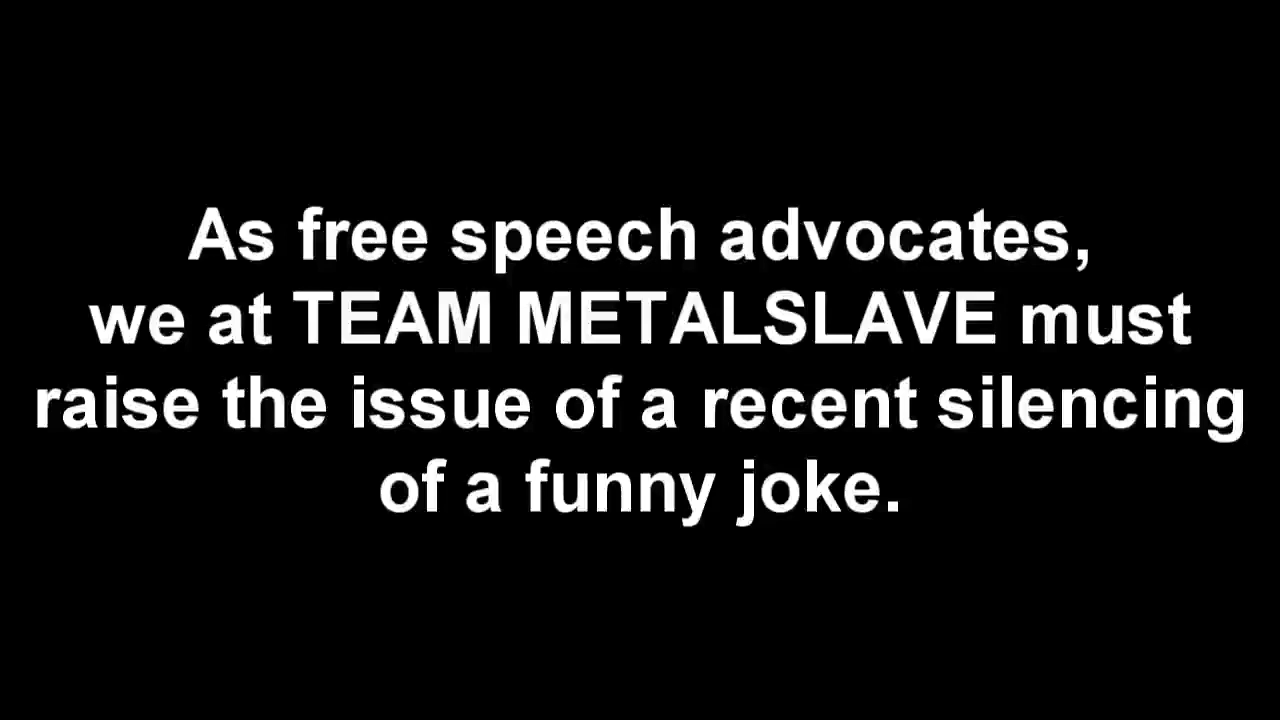 As free speech advocates,
we at TEAM METALSLAVE must
raise the issue of a recent silencing
of a funny joke.